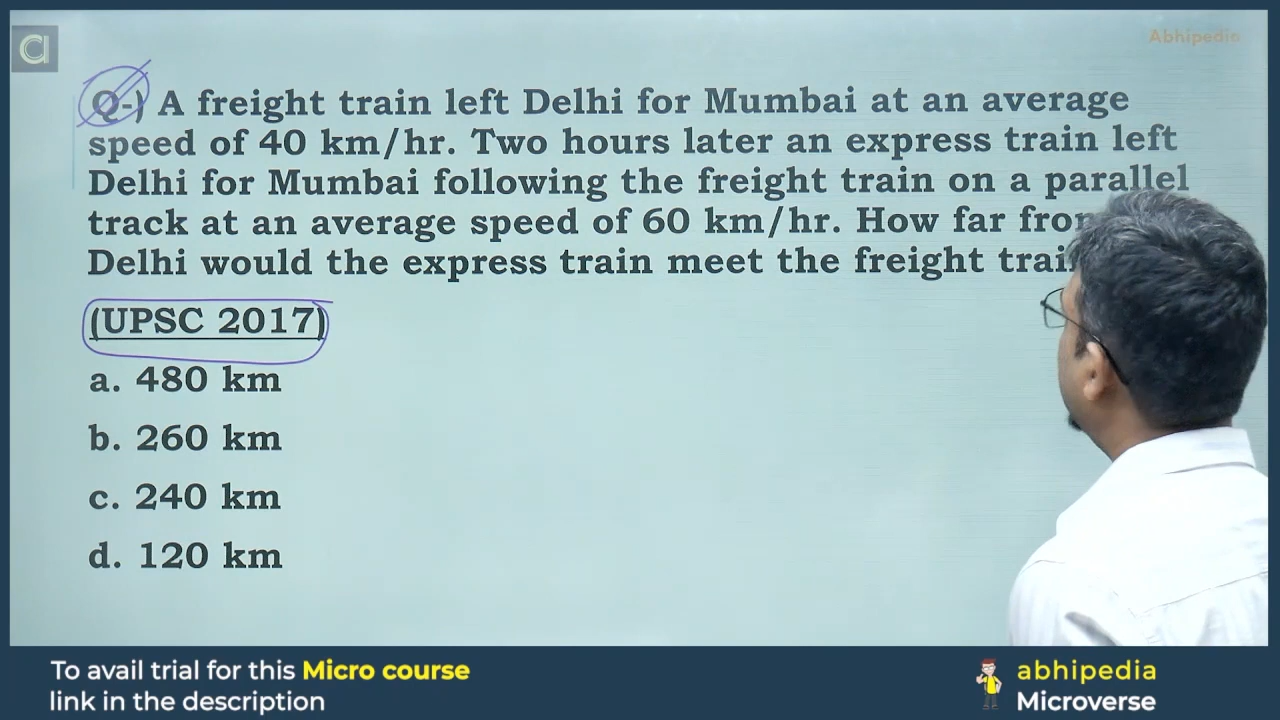 Abhipedia
Q-) A freight train left Delhi for Mumbai at an average
speed of 40 km/hr. Two hours later an express train left
Delhi for Mumbai following the freight train on a parallel
track at an average speed of 60 km/hr. How far
Delhi would the express train meet the freight
(UPSC 2017)
a. 480 km
b. 260 km
c. 240 km
d. 120 km
To avail trial for this Micro course
link in the description
abhipedia
Microverse